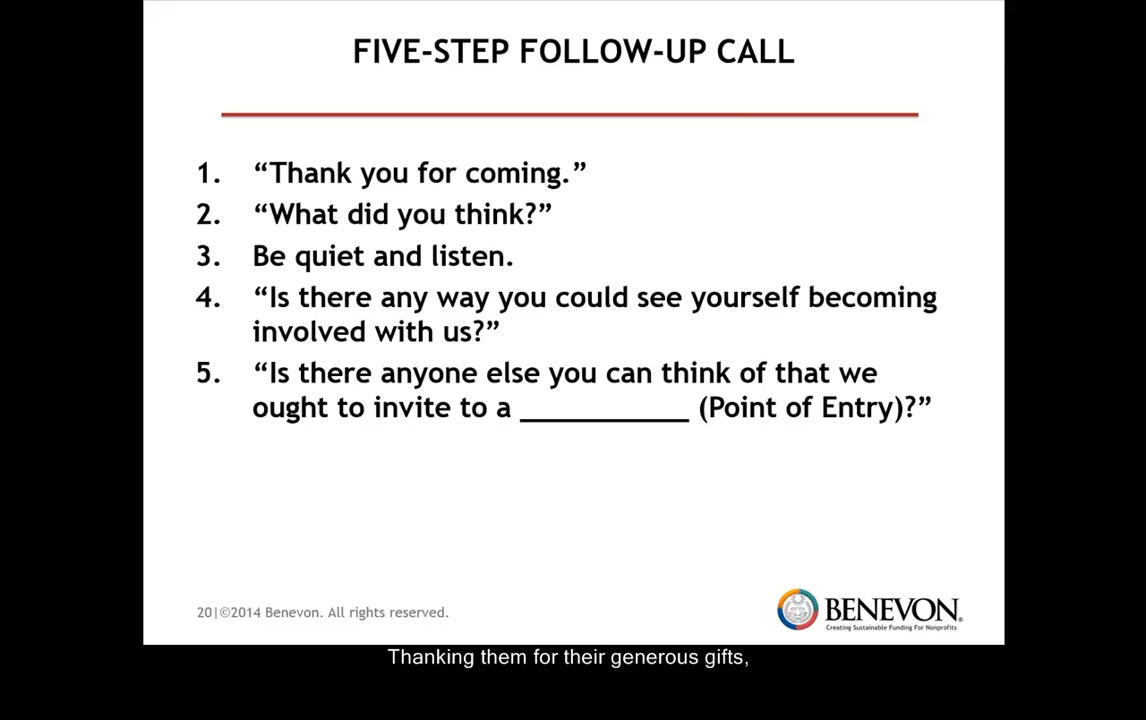 FIVE-STEP FOLLOW-UP CALL
1. “Thank you for coming.”
2. “What did you think?”
3. Be quiet and listen.
4. “Is there any way you could see yourself becoming
involved with us?”
5. “Is there anyone else you can think of that we
ought to invite to a ____________ (Point of Entry)?”
20|©2014 Benevon. All rights reserved.
BENEVON®
Creating Sustainable Funding For Nonprofits
Thanking them for their generous gifts,